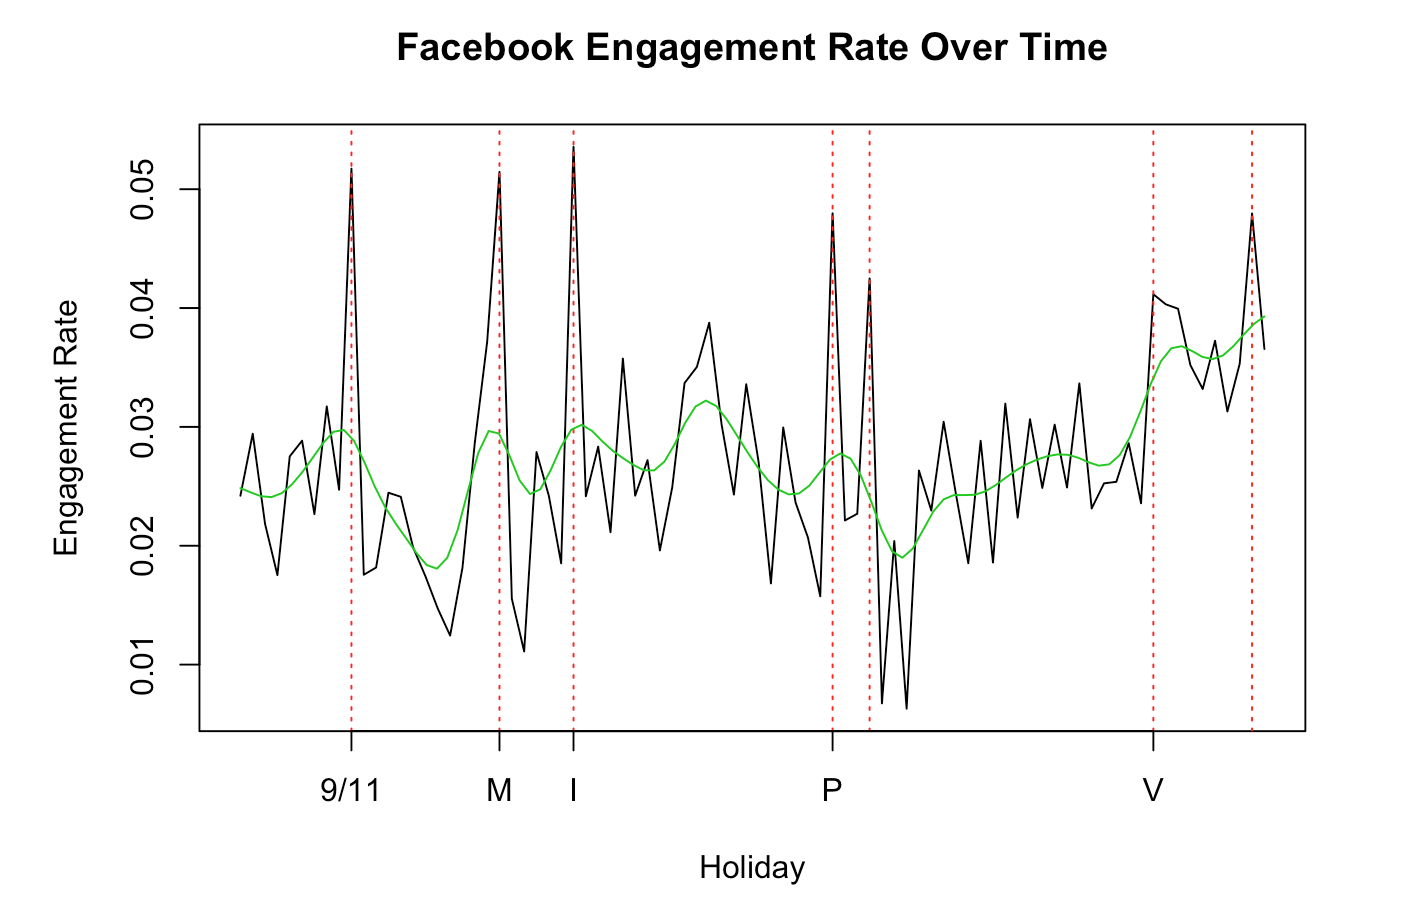 Facebook Engagement Rate Over Time
Engagement Rate
0.05
0.04
0.03
0.02
0.01
9/11 M I P V
Holiday